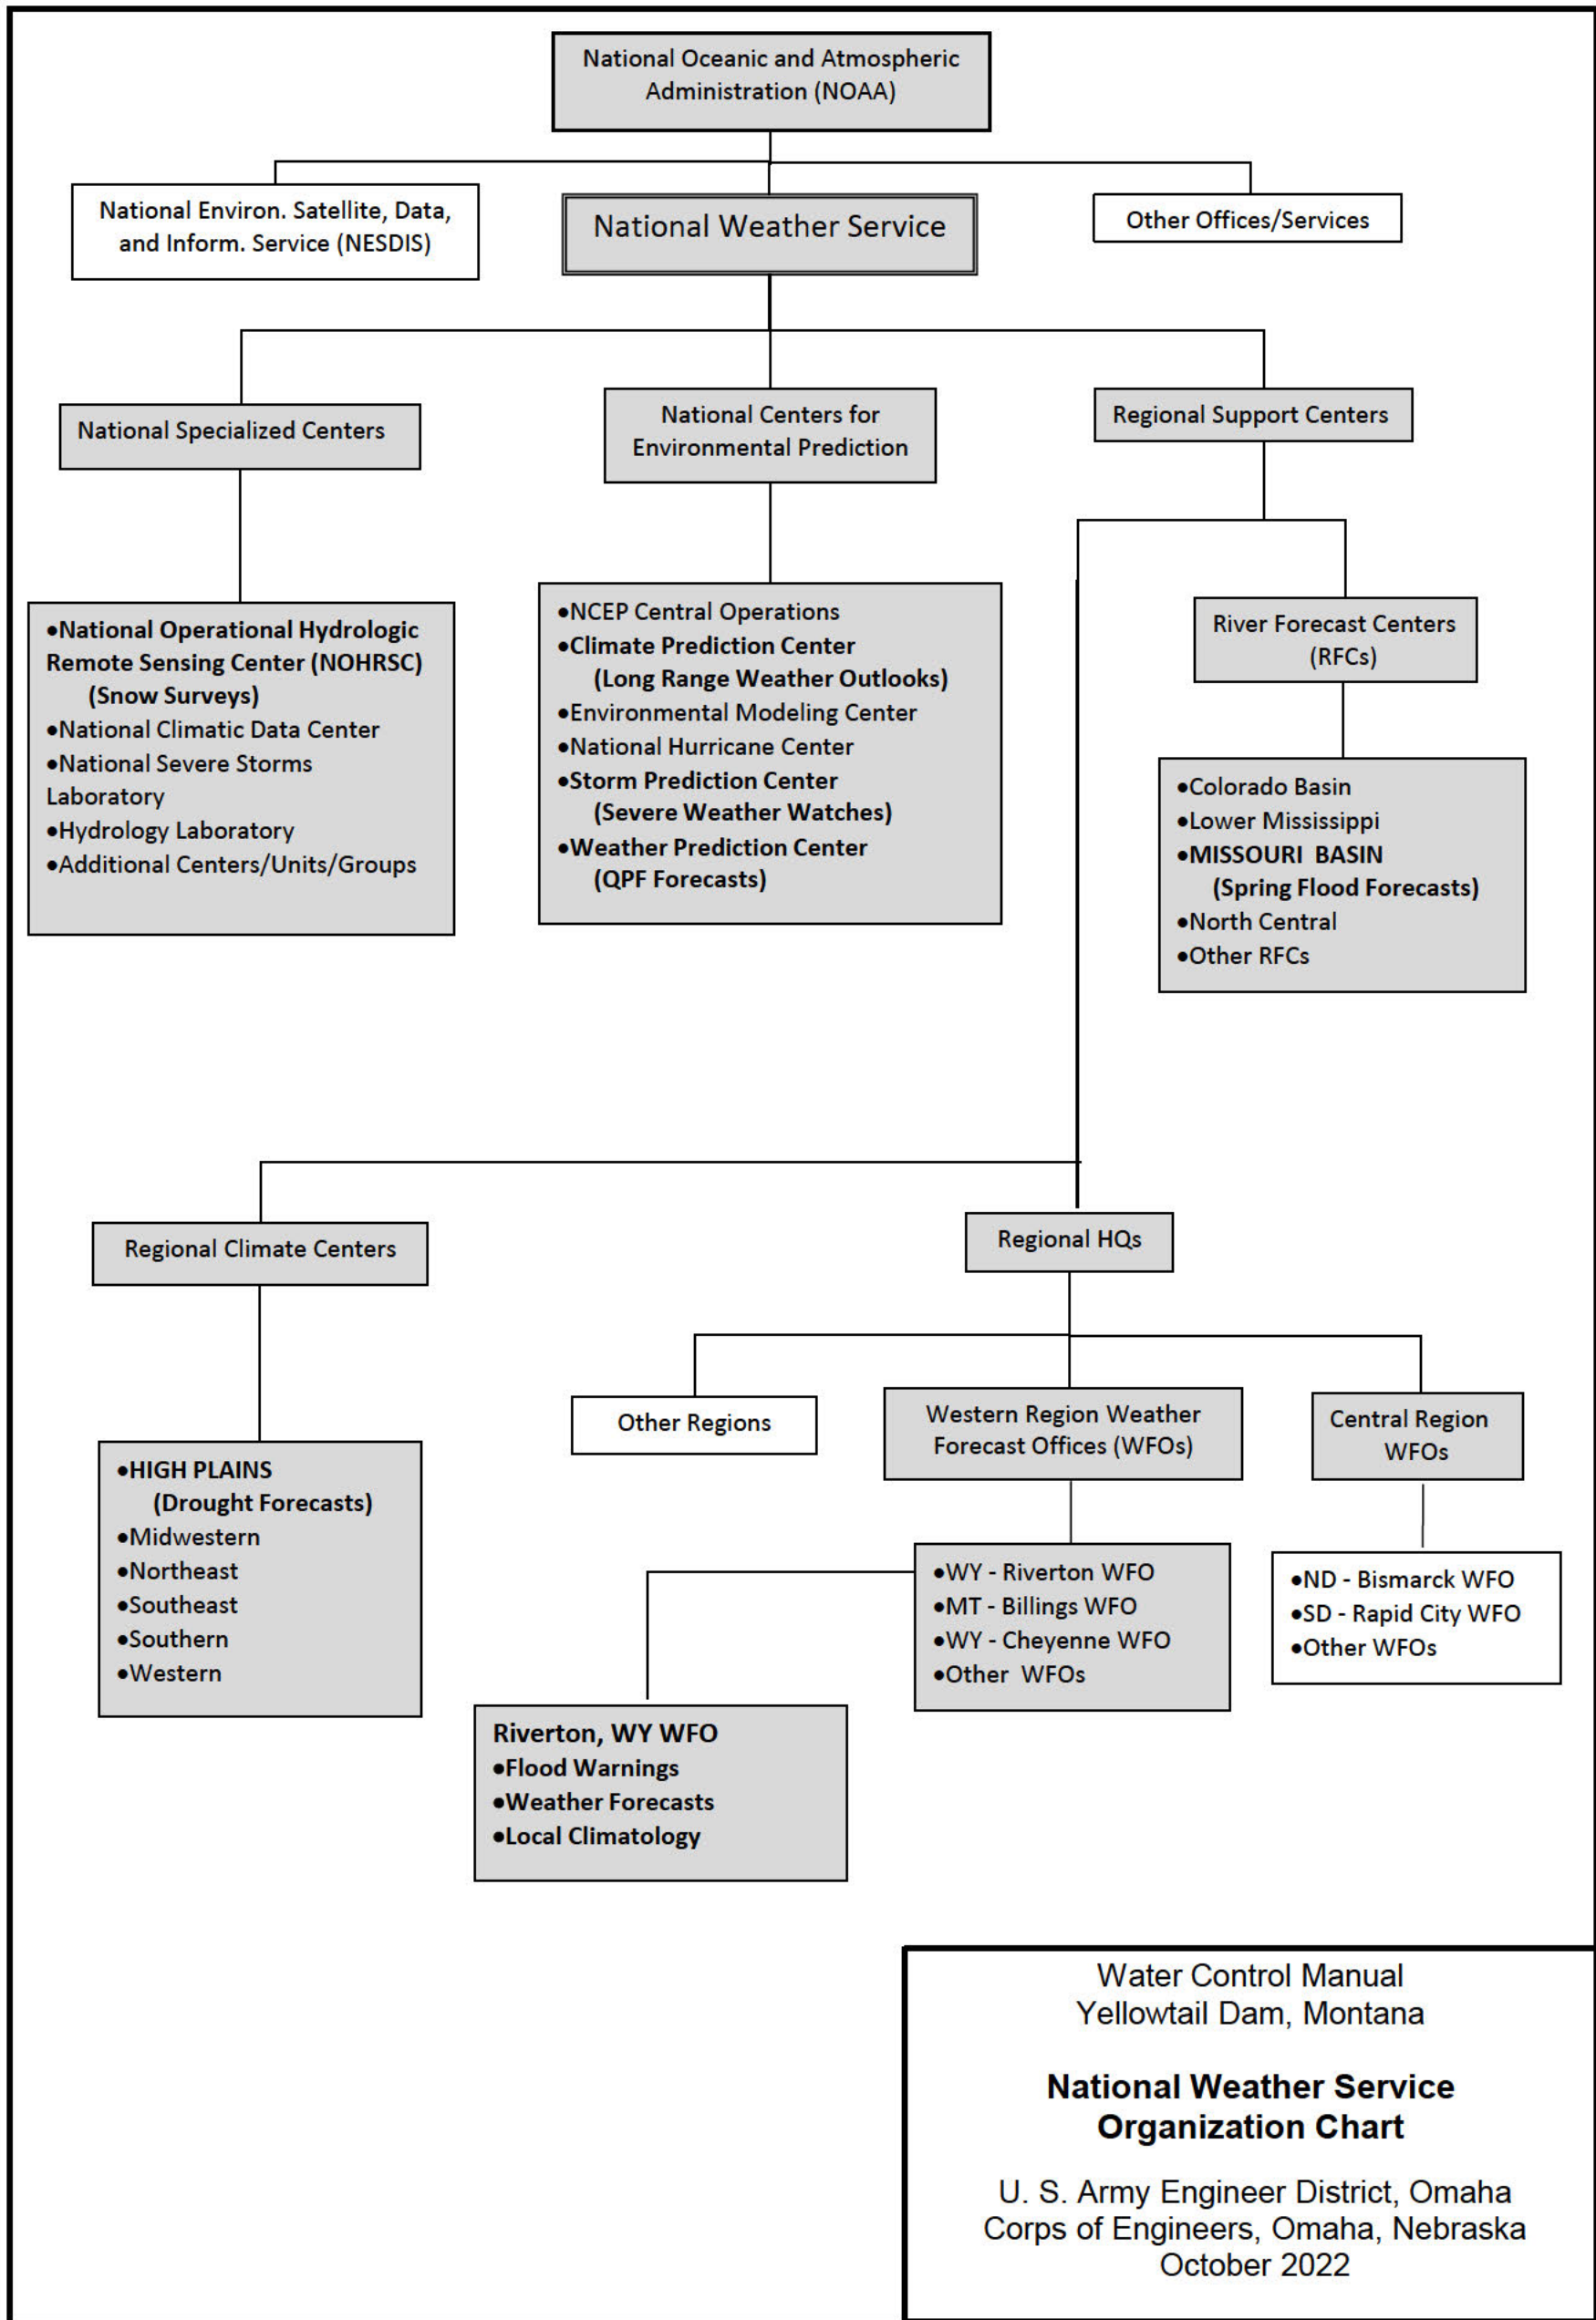 National Oceanic and Atmospheric
Administration (NOAA)
National Environ. Satellite, Data,
and Inform. Service (NESDIS)
National Weather Service
Other Offices/Services
National Specialized Centers
National Centers for
Environmental Prediction
Regional Support Centers
•National Operational Hydrologic
Remote Sensing Center (NOHRSC)
(Snow Surveys)
•National Climatic Data Center
•National Severe Storms
Laboratory
•Hydrology Laboratory
•Additional Centers/Units/Groups
•NCEP Central Operations
•Climate Prediction Center
(Long Range Weather Outlooks)
•Environmental Modeling Center
•National Hurricane Center
•Storm Prediction Center
(Severe Weather Watches)
•Weather Prediction Center
(QPF Forecasts)
River Forecast Centers
(RFCs)
•Colorado Basin
•Lower Mississippi
•MISSOURI BASIN
(Spring Flood Forecasts)
•North Central
•Other RFCs
Regional Climate Centers
Regional HQs
•HIGH PLAINS
(Drought Forecasts)
•Midwestern
•Northeast
•Southeast
•Southern
•Western
Other Regions
Western Region Weather
Forecast Offices (WFOs)
Central Region
WFOs
•WY - Riverton WFO
•MT - Billings WFO
•WY - Cheyenne WFO
•Other WFOs
•ND - Bismarck WFO
•SD - Rapid City WFO
•Other WFOs
Riverton, WY WFO
•Flood Warnings
•Weather Forecasts
•Local Climatology
Water Control Manual
Yellowtail Dam, Montana
National Weather Service
Organization Chart
U. S. Army Engineer District, Omaha
Corps of Engineers, Omaha, Nebraska
October 2022